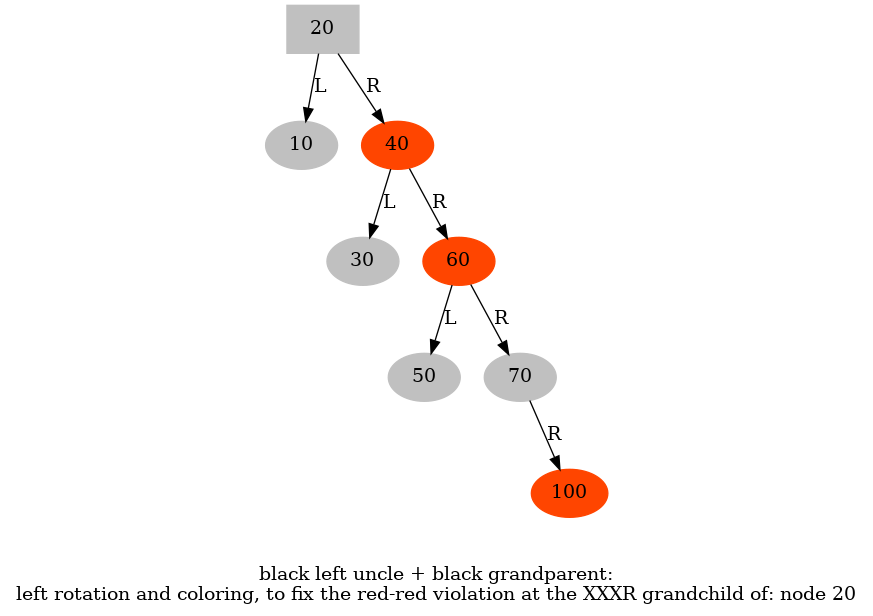 20
L
R
10
40
L
R
30
60
L
R
50
70
R
100
black left uncle + black grandparent:
left rotation and coloring, to fix the red-red violation at the XXXR grandchild of: node 20